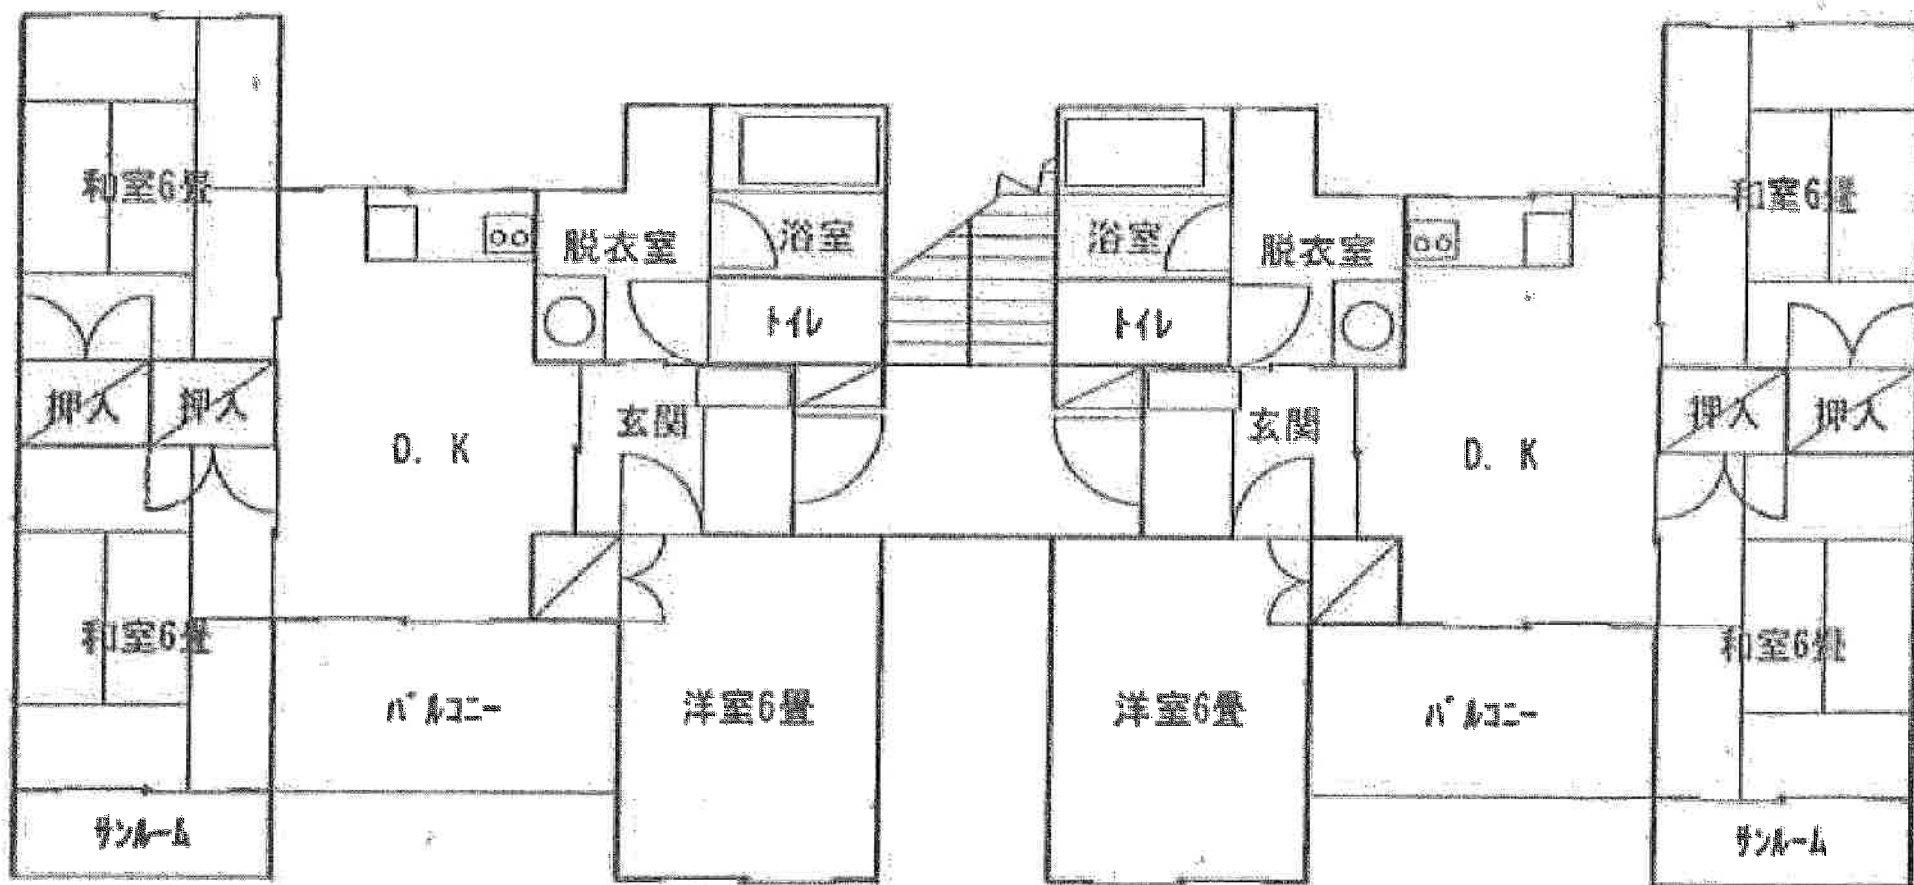 和室6畳
脱衣室
浴室
浴室
脱衣室
和室6畳
トイレ
トイレ
押入
押入
D. K
玄関
玄関
D. K
押入
押入
和室6畳
バルコニー
洋室6畳
洋室6畳
バルコニー
和室6畳
サンルーム
サンルーム